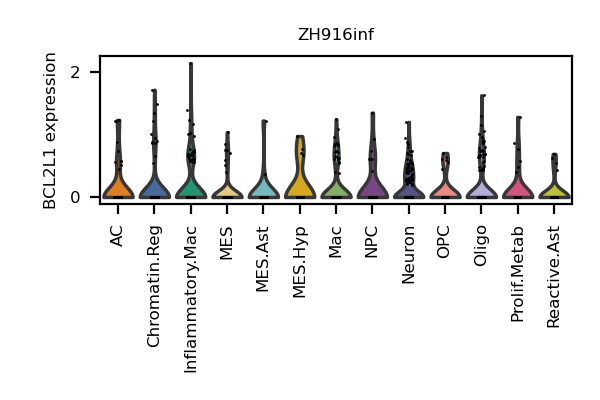 ZH916inf
BCL2L1 expression
2
0
AC
Chromatin.Reg
Inflammatory.Mac
MES
MES.Ast
MES.Hyp
Mac
NPC
Neuron
OPC
Oligo
Prolif.Metab
Reactive.Ast